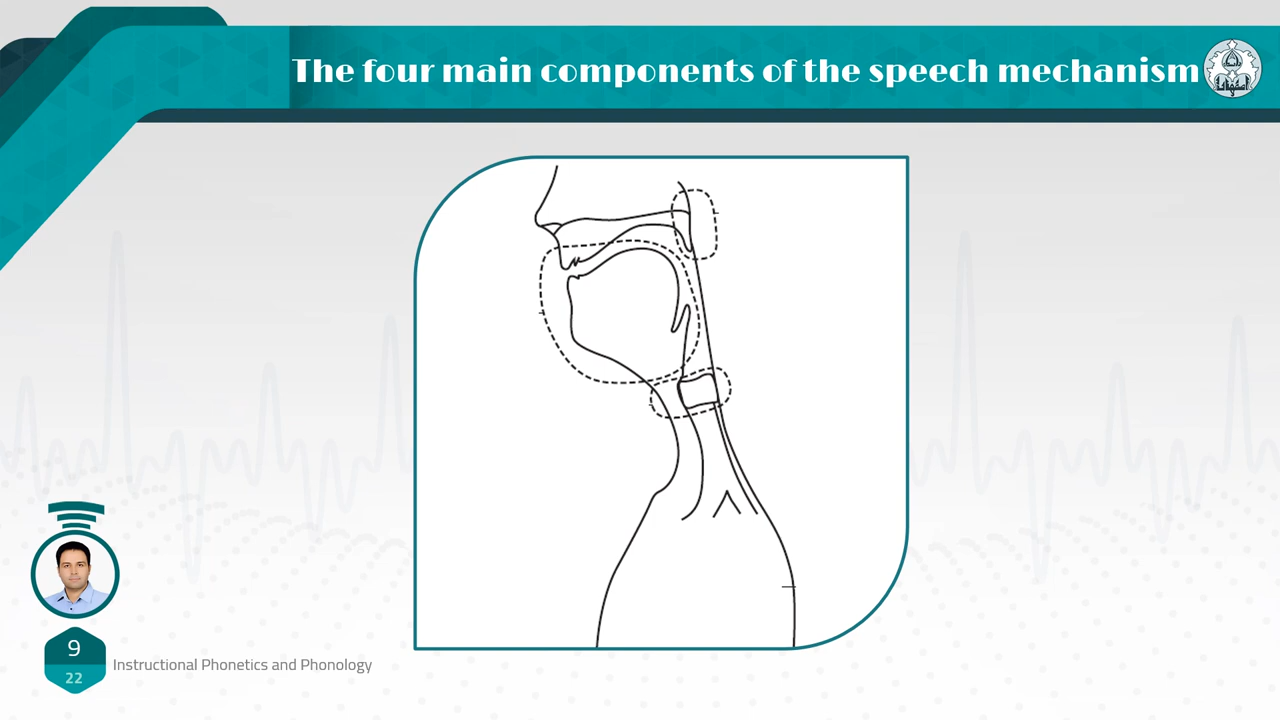 The four main components of the speech mechanism
9
22
Instructional Phonetics and Phonology